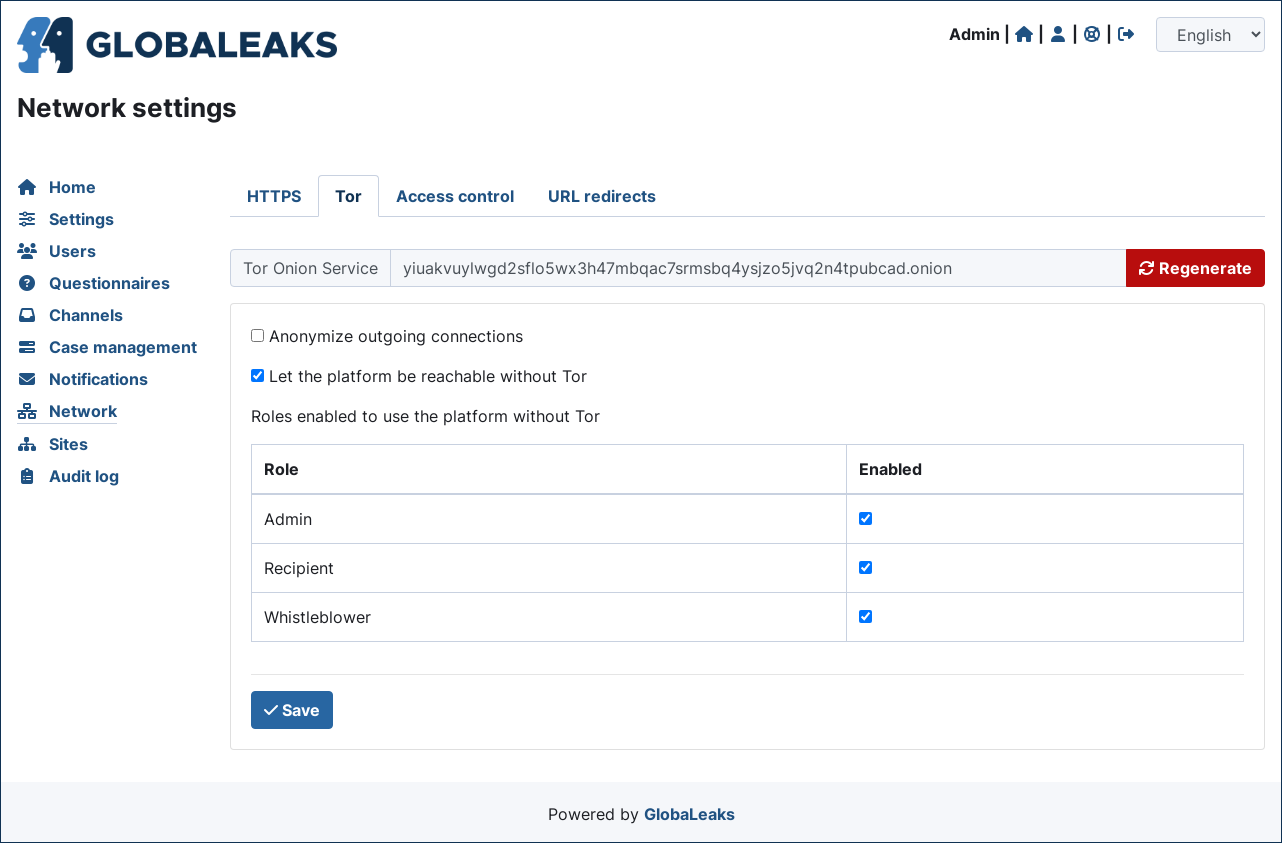 GLOBALEAKS
Admin | | | |
English
Network settings
Home
Settings
Users
Questionnaires
Channels
Case management
Notifications
Network
Sites
Audit log
HTTPS Tor Access control URL redirects
Tor Onion Service yiuakvuylwgd2sflo5wx3h47mbqac7srmsbq4ysjzo5jvq2n4tpubcad.onion Regenerate
Anonymize outgoing connections
Let the platform be reachable without Tor
Roles enabled to use the platform without Tor
Role Enabled
Admin
Recipient
Whistleblower
Save
Powered by GlobaLeaks